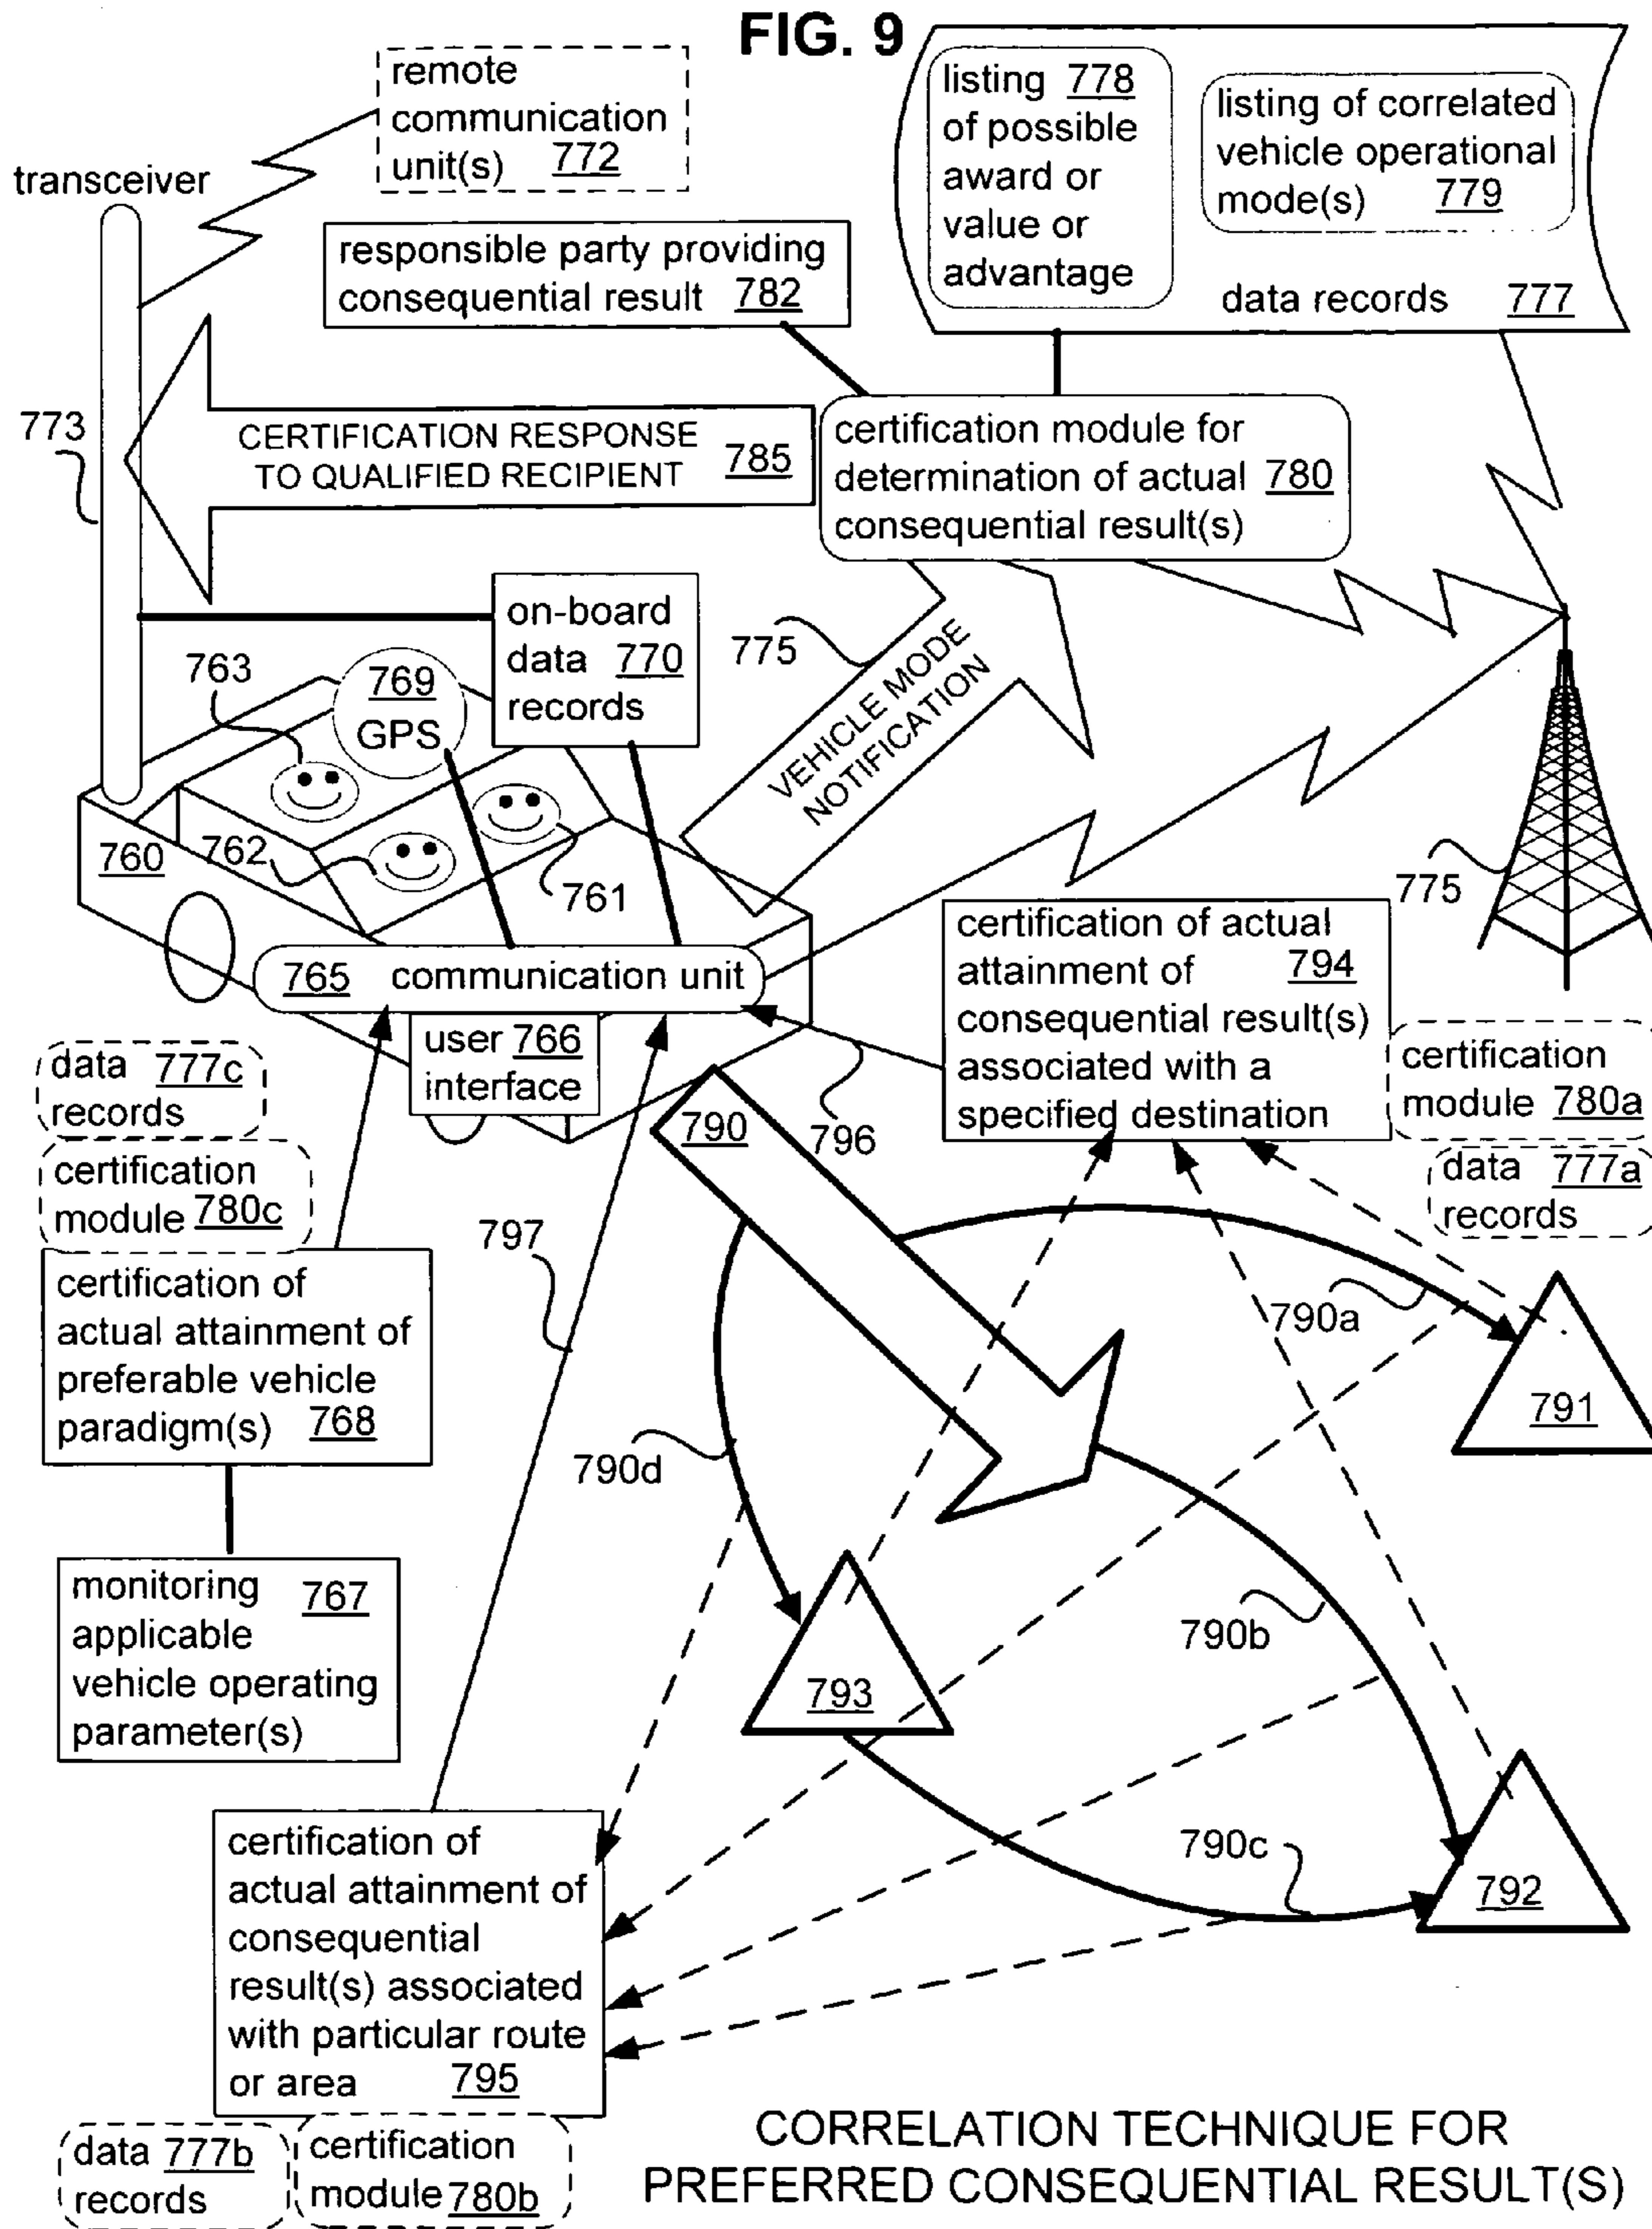 FIG. 9
remote
communication
unit(s) 772
listing 778
of possible
award or
value or
advantage
listing of correlated
vehicle operational
mode(s) 779
data records 777
transceiver
responsible party providing
consequential result 782
773
CERTIFICATION RESPONSE
TO QUALIFIED RECIPIENT 785
certification module for
determination of actual 780
consequential result(s)
on-board
data 770
records
775
VEHICLE MODE
NOTIFICATION
763
769
GPS
760
762
761
775
765 communication unit
user 766
interface
certification of actual
attainment of 794
consequential result(s)
associated with a
specified destination
certification
module 780a
data 777a
records
data 777c
records
certification
module 780c
790
796
797
certification of
actual attainment of
preferable vehicle
paradigm(s) 768
790a
791
790d
monitoring 767
applicable
vehicle operating
parameter(s)
790b
793
790c
792
certification of
actual attainment of
consequential
result(s) associated
with particular route
or area 795
data 777b
records
certification
module 780b
CORRELATION TECHNIQUE FOR
PREFERRED CONSEQUENTIAL RESULT(S)